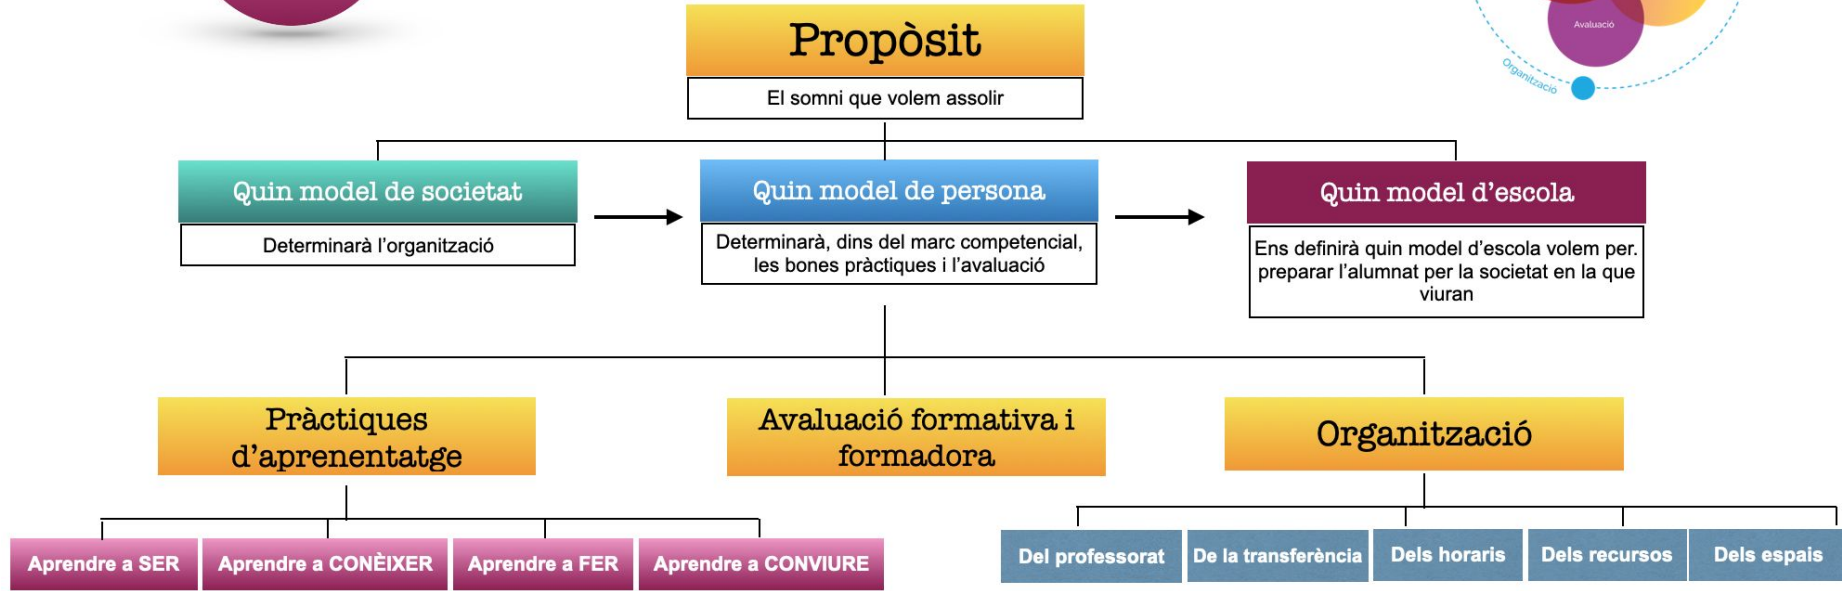 Propòsit
El somni que volem assolir
Avaluació
Organització
Quin model de societat
Determinarà l'organització
Quin model de persona
Determinarà, dins del marc competencial,
les bones pràctiques i l'avaluació
Quin model d'escola
Ens definirà quin model d'escola volem per.
preparar l'alumnat per la societat en la que
viuran
Pràctiques
d'aprenentatge
Avaluació formativa i
formadora
Organització
Aprendre a SER
Aprendre a CONÈIXER
Aprendre a FER
Aprendre a CONVIURE
Del professorat
De la transferència
Dels horaris
Dels recursos
Dels espais